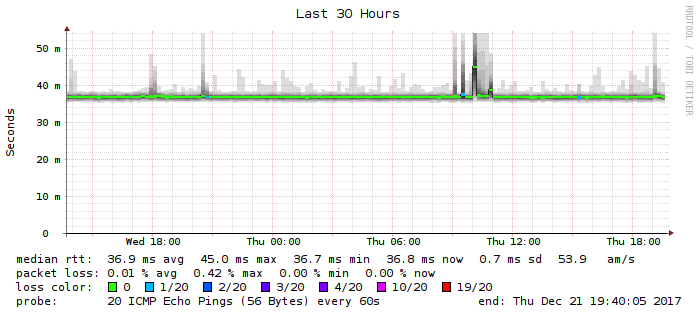 Last 30 Hours
RRDTOOL / TOBI OETIKER
Seconds
50 m
40 m
30 m
20 m
10 m
0
Wed 18:00 Thu 00:00 Thu 06:00 Thu 12:00 Thu 18:00
median rtt: 36.9 ms avg 45.0 ms max 36.7 ms min 36.8 ms now 0.7 ms sd 53.9 am/s
packet loss: 0.01 % avg 0.42 % max 0.00 % min 0.00 % now
loss color: 0 1/20 2/20 3/20 4/20 10/20 19/20
probe: 20 ICMP Echo Pings (56 Bytes) every 60s end: Thu Dec 21 19:40:05 2017